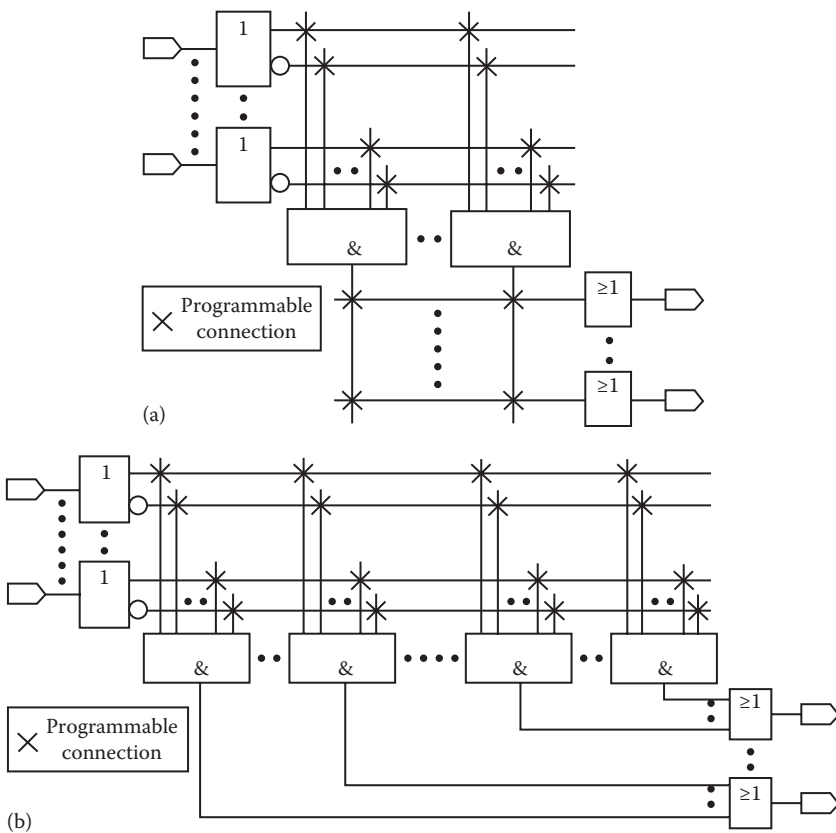 1
1
&
&
Programmable
connection
≥1
≥1
(a)
1
1
&
&
&
&
Programmable
connection
≥1
≥1
(b)